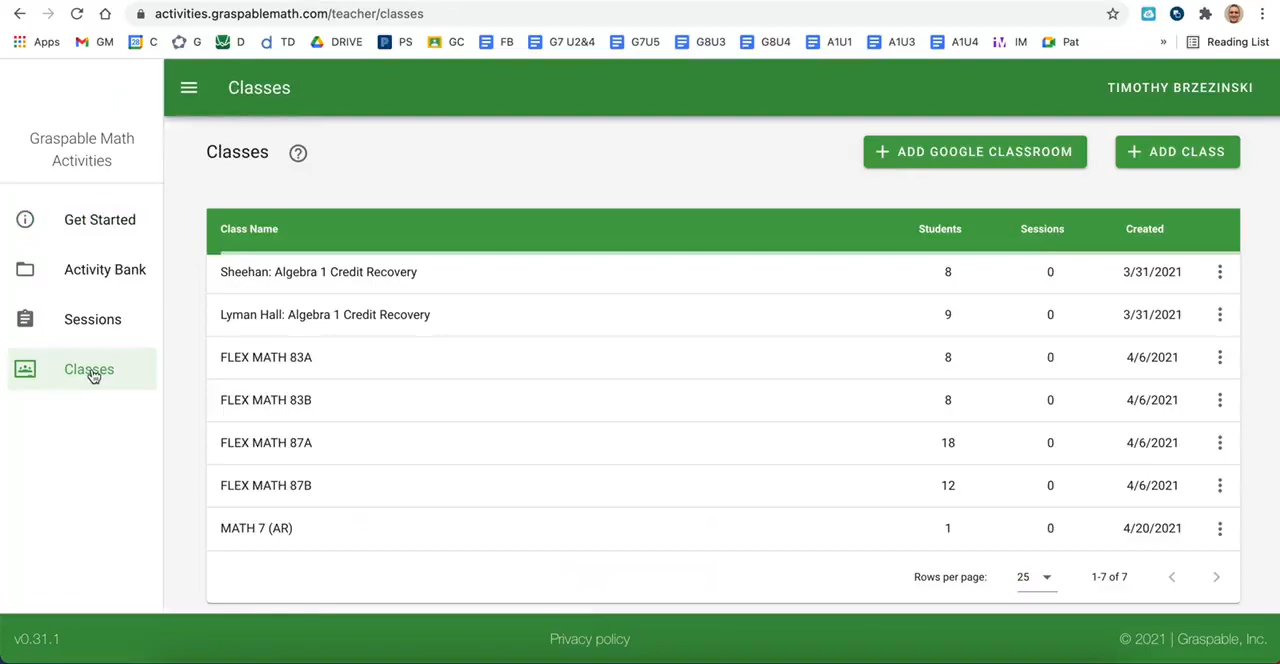 activities.graspablemath.com/teacher/classes
Apps GM 28 C G D TD DRIVE PS GC FB G7 U2&4 G7U5 G8U3 G8U4 A1U1 A1U3 A1U4 IM Pat » Reading List
Graspable Math
Activities
Get Started
Activity Bank
Sessions
Classes
Classes
TIMOTHY BRZEZINSKI
Classes
+ ADD GOOGLE CLASSROOM
+ ADD CLASS
Class Name Students Sessions Created
Sheehan: Algebra 1 Credit Recovery 8 0 3/31/2021
Lyman Hall: Algebra 1 Credit Recovery 9 0 3/31/2021
FLEX MATH 83A 8 0 4/6/2021
FLEX MATH 83B 8 0 4/6/2021
FLEX MATH 87A 18 0 4/6/2021
FLEX MATH 87B 12 0 4/6/2021
MATH 7 (AR) 1 0 4/20/2021
Rows per page: 25 1-7 of 7
v0.31.1 Privacy policy © 2021 | Graspable, Inc.